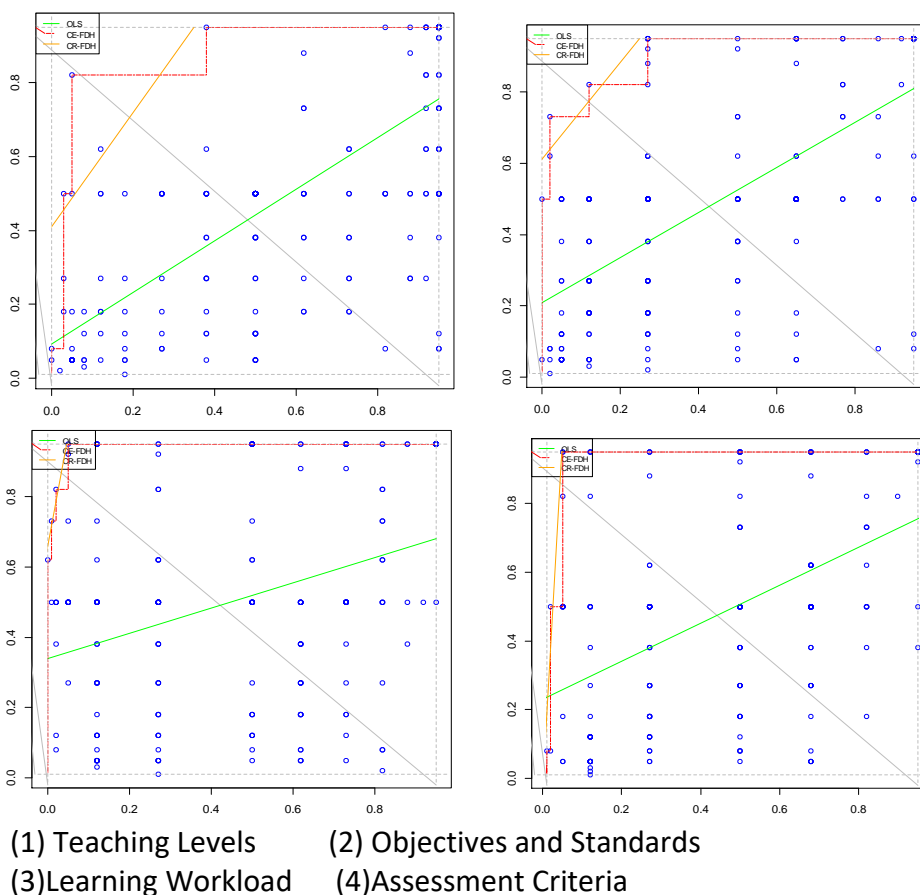 OLS
CE-FDH
CR-FDH
0.8
0.6
0.4
0.2
0.0
0.0 0.2 0.4 0.6 0.8
OLS
CE-FDH
CR-FDH
0.8
0.6
0.4
0.2
0.0
0.0 0.2 0.4 0.6 0.8
OLS
CE-FDH
CR-FDH
0.8
0.6
0.4
0.2
0.0
0.0 0.2 0.4 0.6 0.8
OLS
CE-FDH
CR-FDH
0.8
0.6
0.4
0.2
0.0
0.0 0.2 0.4 0.6 0.8
(1) Teaching Levels (2) Objectives and Standards
(3)Learning Workload (4)Assessment Criteria